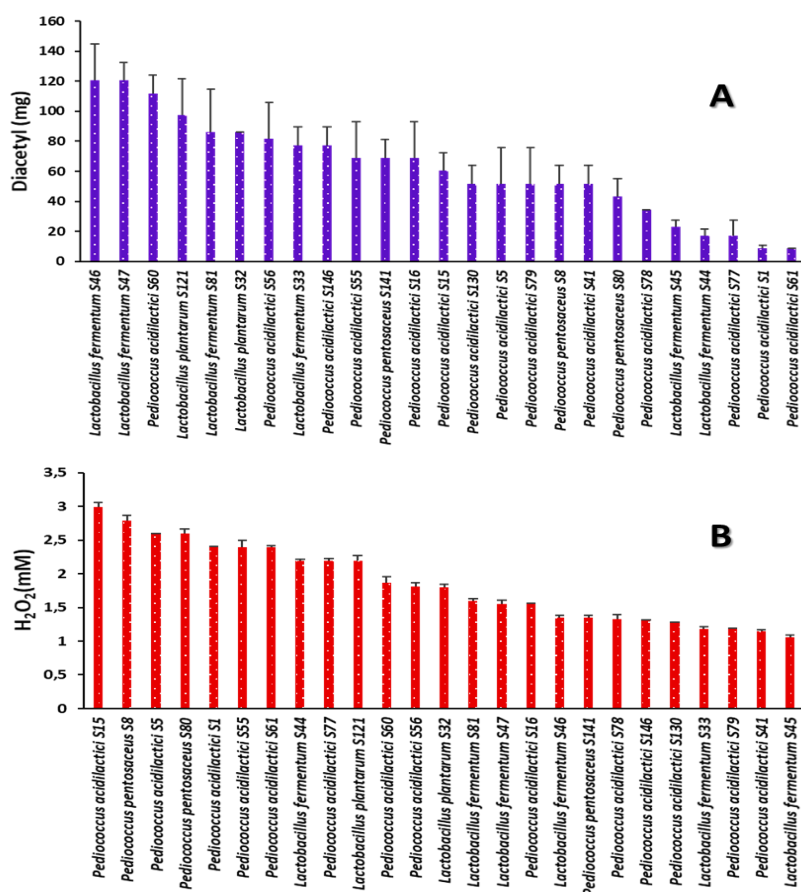 160
140
120
100
80
60
40
20
0
Diacetyl (mg)
A
Lactobacillus fermentum S46
Lactobacillus fermentum S47
Pediococcus acidilactici S60
Lactobacillus plantarum S121
Lactobacillus fermentum S81
Lactobacillus plantarum S32
Pediococcus acidilactici S56
Lactobacillus fermentum S33
Pediococcus acidilactici S146
Pediococcus acidilactici S55
Pediococcus pentosaceus S141
Pediococcus acidilactici S16
Pediococcus acidilactici S15
Pediococcus acidilactici S130
Pediococcus acidilactici S5
Pediococcus acidilactici S79
Pediococcus pentosaceus S8
Pediococcus acidilactici S41
Pediococcus pentosaceus S80
Pediococcus acidilactici S78
Lactobacillus fermentum S45
Lactobacillus fermentum S44
Pediococcus acidilactici S77
Pediococcus acidilactici S1
Pediococcus acidilactici S61
3,5
3
2,5
2
1,5
1
0,5
0
H₂O₂(mM)
B
Pediococcus acidilactici S15
Pediococcus pentosaceus S8
Pediococcus acidilactici S5
Pediococcus pentosaceus S80
Pediococcus acidilactici S1
Pediococcus acidilactici S55
Pediococcus acidilactici S61
Lactobacillus fermentum S44
Pediococcus acidilactici S77
Lactobacillus plantarum S121
Pediococcus acidilactici S60
Pediococcus acidilactici S56
Lactobacillus plantarum S32
Lactobacillus fermentum S81
Lactobacillus fermentum S47
Pediococcus acidilactici S16
Lactobacillus fermentum S46
Pediococcus pentosaceus S141
Pediococcus acidilactici S78
Pediococcus acidilactici S146
Pediococcus acidilactici S130
Lactobacillus fermentum S33
Pediococcus acidilactici S79
Pediococcus acidilactici S41
Lactobacillus fermentum S45